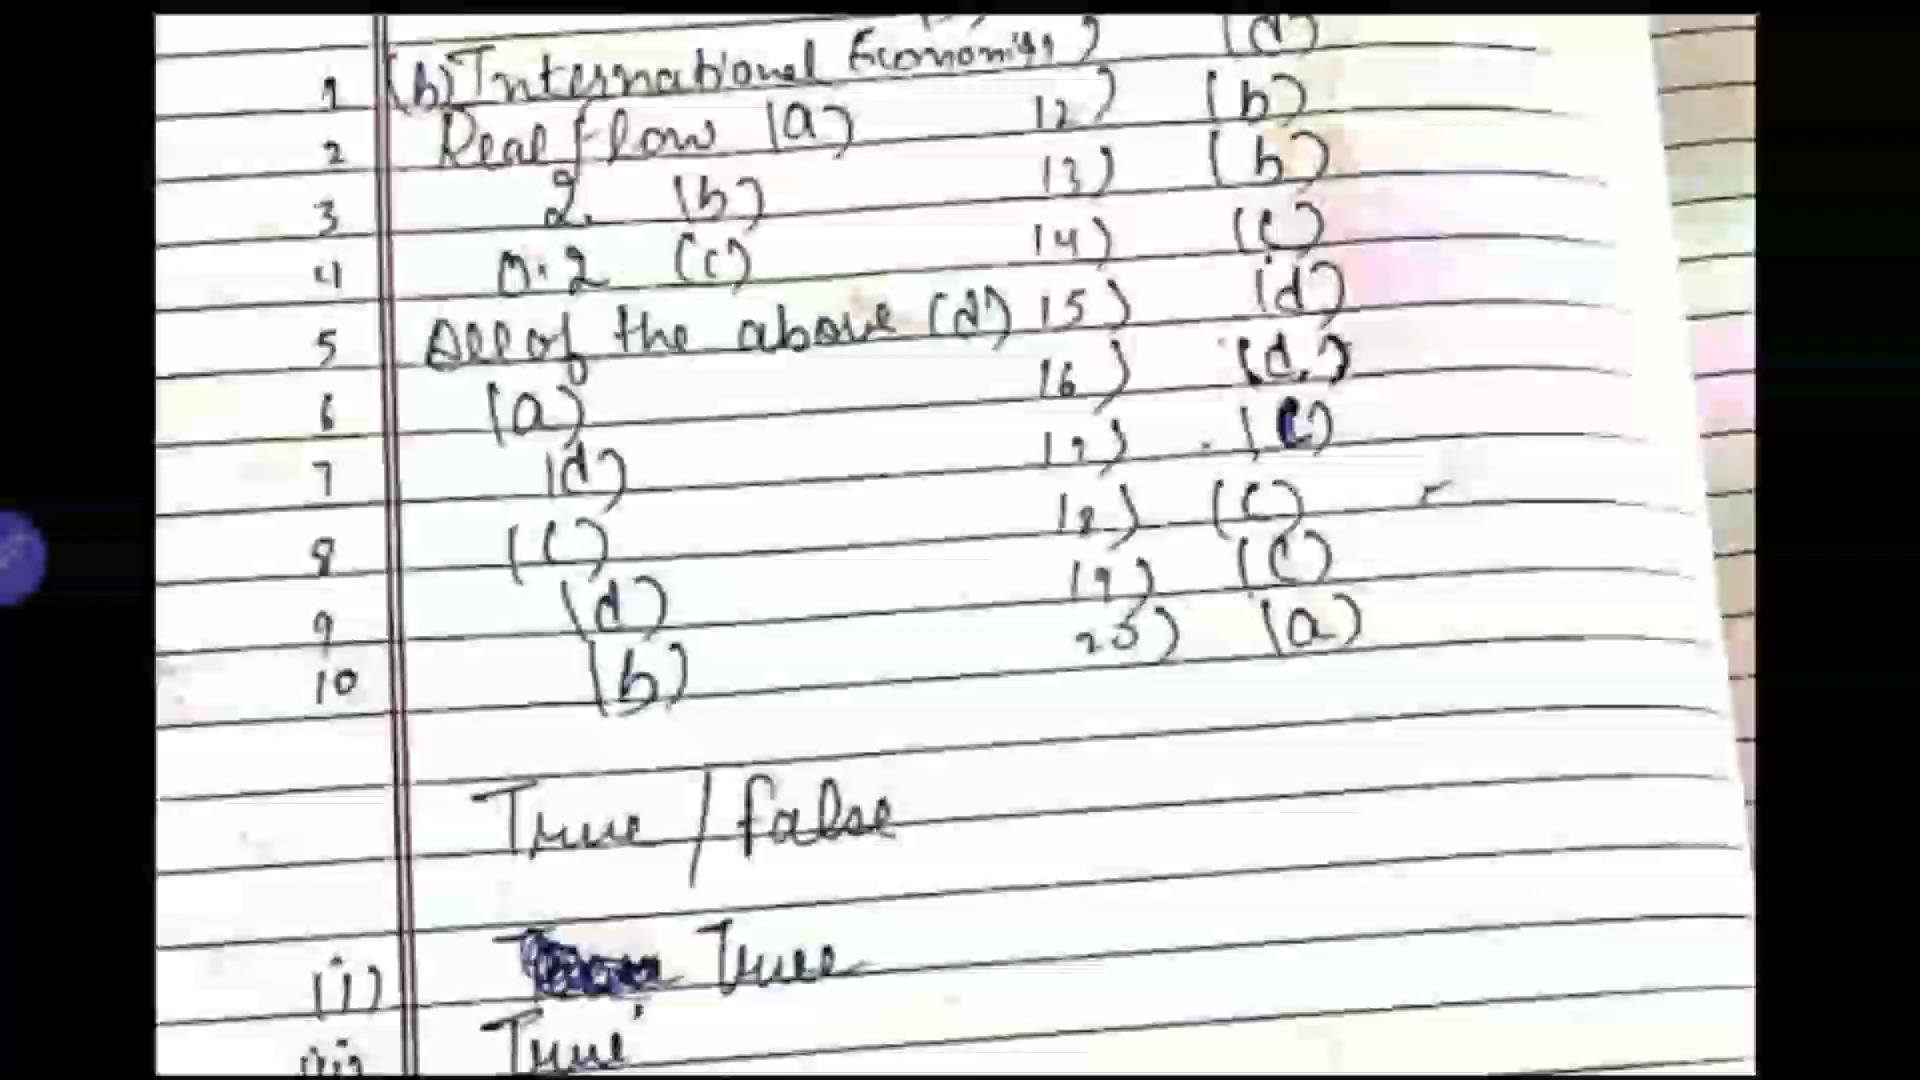 1 (b) International Economics ) (d)
2 Real flow (a) 12) (b)
3 2. (b) 13) (b)
4 0.2 (c) 14) (c)
5 All of the above (d) 15) (d)
6 (a) 16) (d)
7 (d) 17) (c)
8 (c) 18) (c)
9 (d) 19) (c)
10 (b) 20) (a)
True / false
(i) True
(ii) True